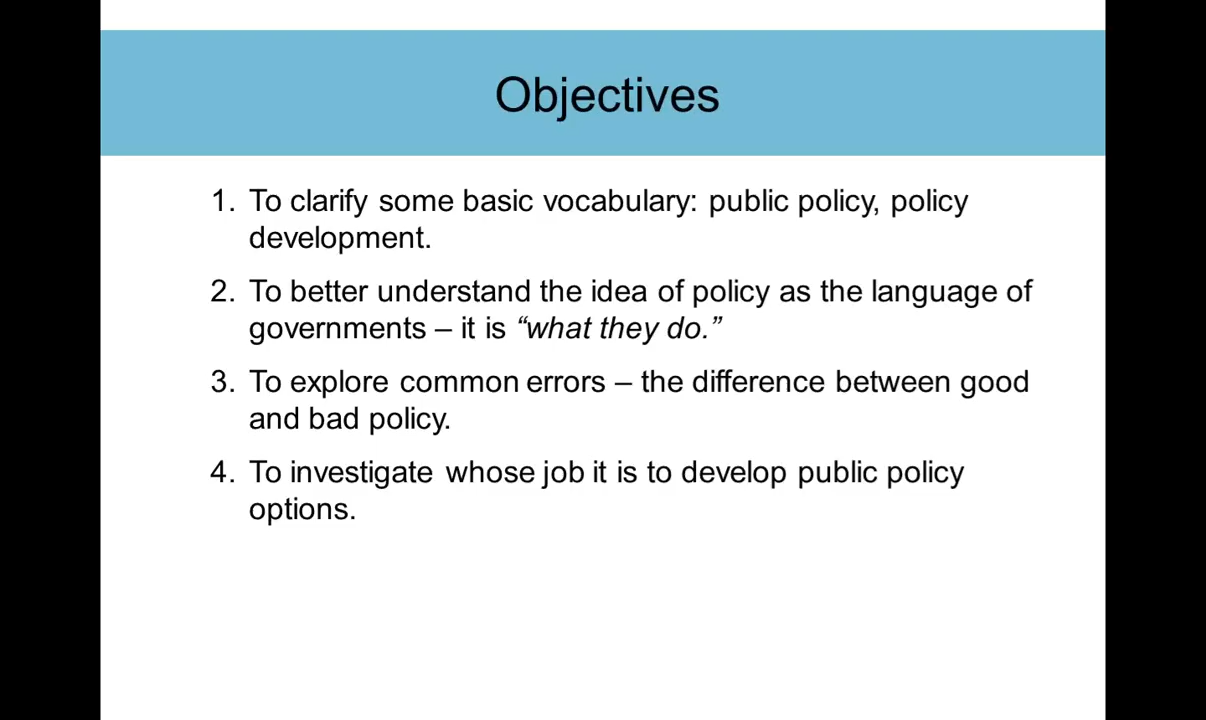 Objectives
1. To clarify some basic vocabulary: public policy, policy
development.
2. To better understand the idea of policy as the language of
governments – it is “what they do.”
3. To explore common errors – the difference between good
and bad policy.
4. To investigate whose job it is to develop public policy
options.